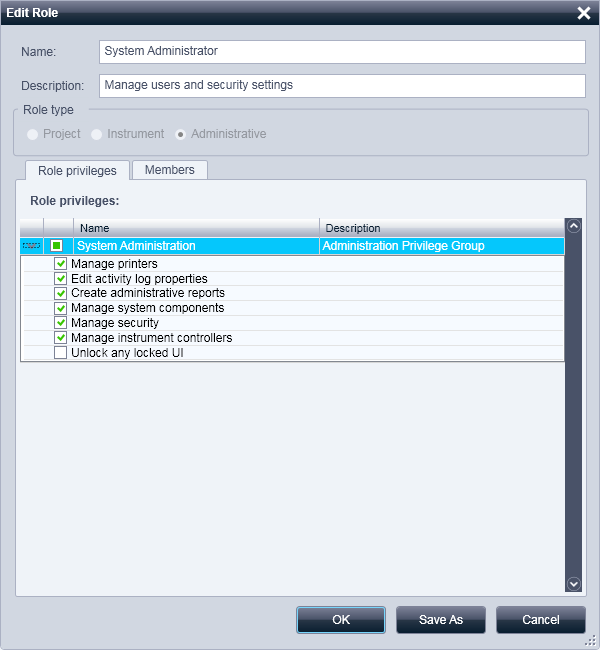 Edit Role
Name: System Administrator
Description: Manage users and security settings
Role type
Project Instrument Administrative
Role privileges Members
Role privileges:
Name Description
System Administration Administration Privilege Group
Manage printers
Edit activity log properties
Create administrative reports
Manage system components
Manage security
Manage instrument controllers
Unlock any locked UI
OK Save As Cancel